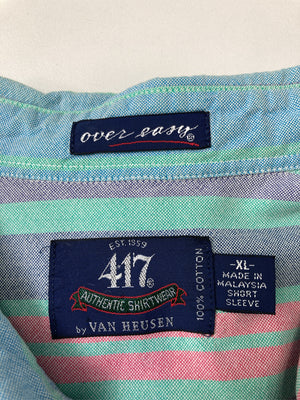 over easy®
EST. 1959
417®
AUTHENTIC SHIRTWEAR
by VAN HEUSEN
100% COTTON
-XL-
MADE IN
MALAYSIA
SHORT
SLEEVE